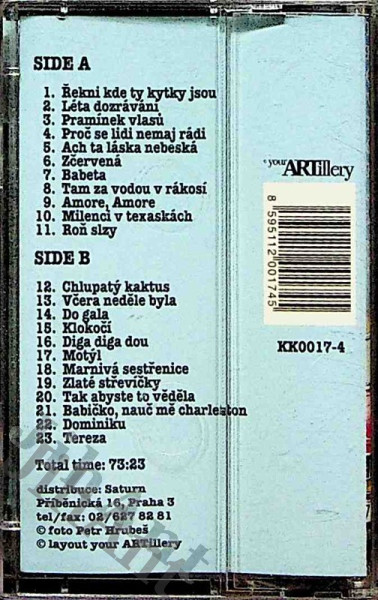 SIDE A
1. Řekni kde ty kytky jsou
2. Léta dozrávání
3. Pramínek vlasů
4. Proč se lidi nemaj rádi
5. Ach ta láska nebeská
6. Zčervená
7. Babeta
8. Tam za vodou v rákosí
9. Amore, Amore
10. Milenci v texaskách
11. Roň slzy
SIDE B
12. Chlupatý kaktus
13. Včera neděle byla
14. Do gala
15. Klokočí
16. Diga diga dou
17. Motýl
18. Marnivá sestřenice
19. Zlaté střevíčky
20. Tak abyste to věděla
21. Babičko, nauč mě charleston
22. Dominiku
23. Tereza
Total time: 73:23
distribuce: Saturn
Příběnická 16, Praha 3
tel/fax: 02/627 82 81
© foto Petr Hrubeš
© layout your ARTillery
your ARTillery
8 595112 001745
KK0017-4